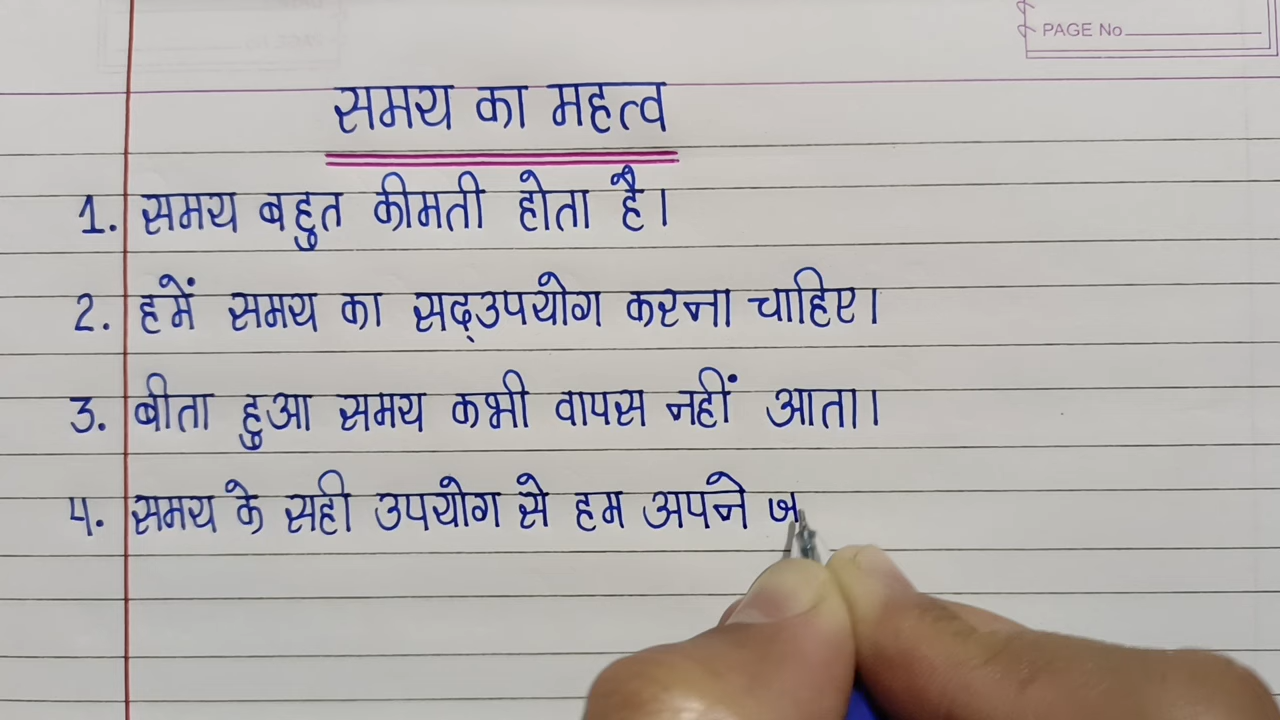 PAGE No
समय का महत्व
1. समय बहुत कीमती होता है।
2. हमें समय का सद्उपयोग करना चाहिए।
3. बीता हुआ समय कभी वापस नहीं आता।
4. समय के सही उपयोग से हम अपने ज